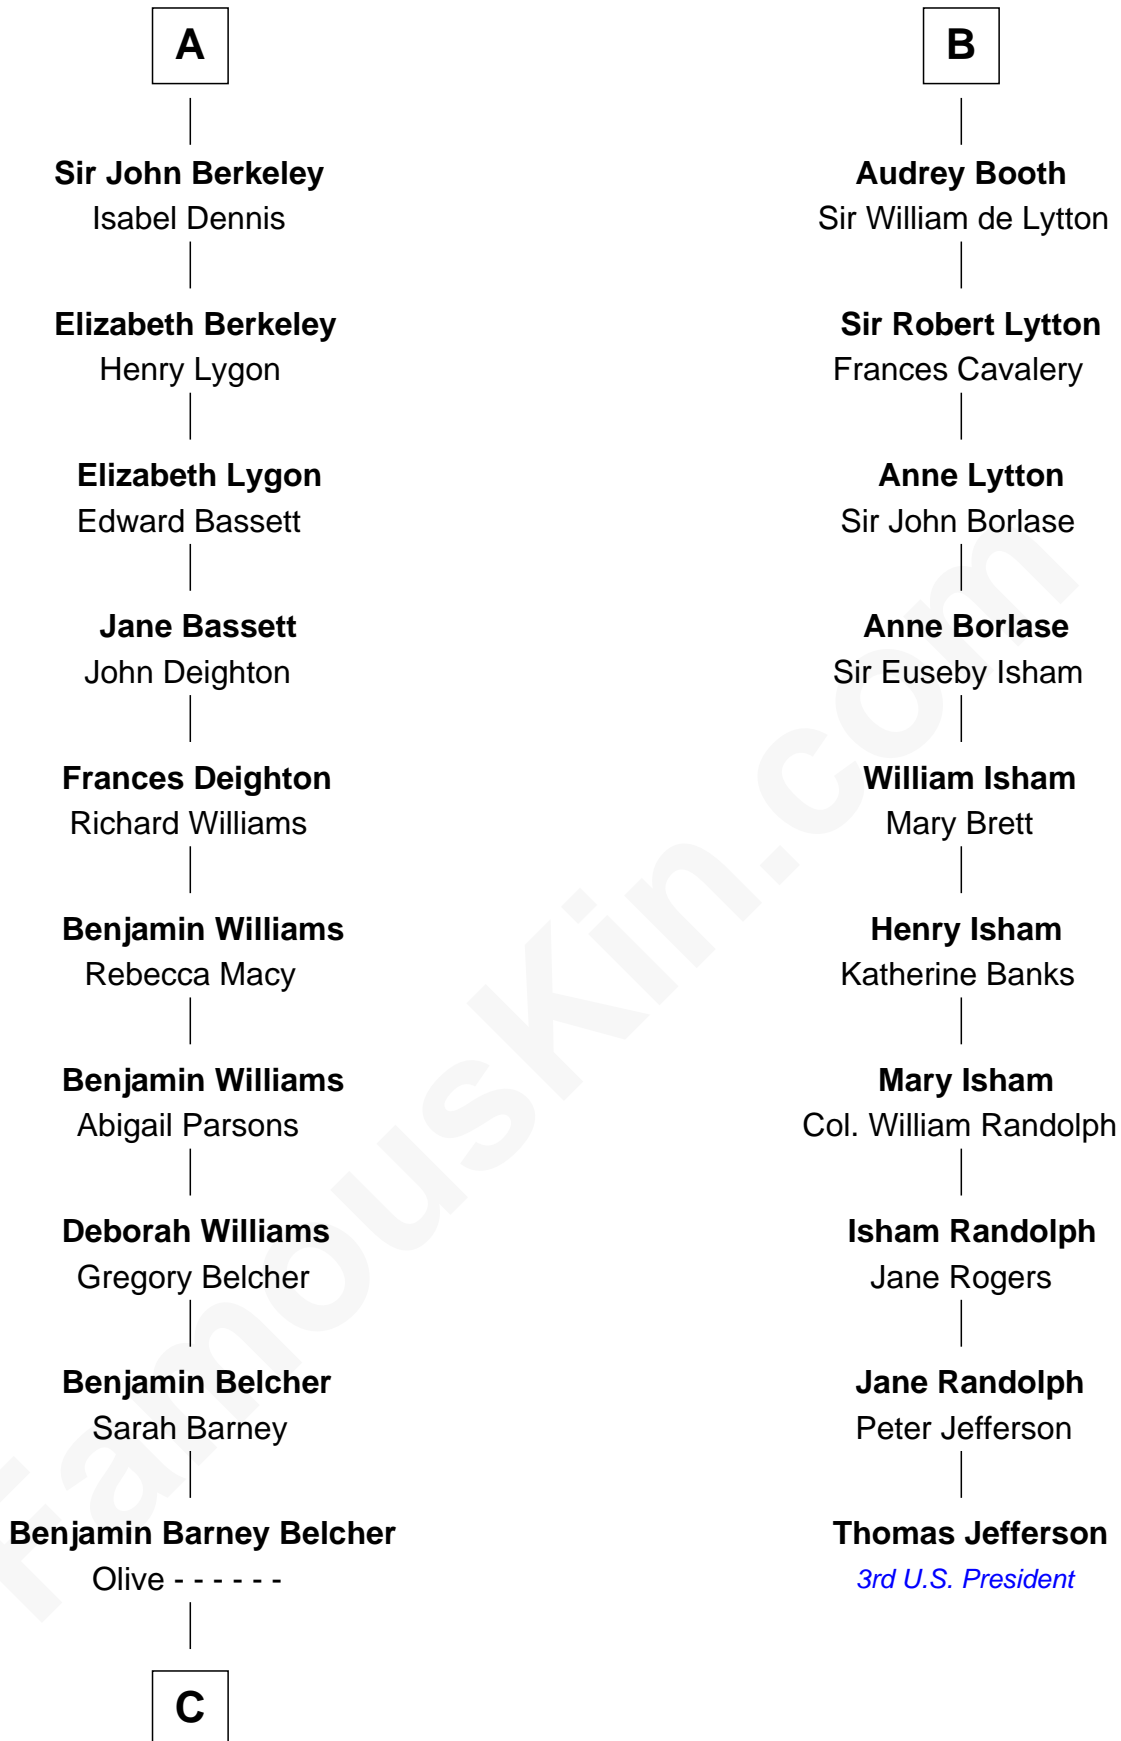 A
Sir John Berkeley
Isabel Dennis
Elizabeth Berkeley
Henry Lygon
Elizabeth Lygon
Edward Bassett
Jane Bassett
John Deighton
Frances Deighton
Richard Williams
Benjamin Williams
Rebecca Macy
Benjamin Williams
Abigail Parsons
Deborah Williams
Gregory Belcher
Benjamin Belcher
Sarah Barney
Benjamin Barney Belcher
Olive - - - - - -
C
B
Audrey Booth
Sir William de Lytton
Sir Robert Lytton
Frances Cavalery
Anne Lytton
Sir John Borlase
Anne Borlase
Sir Euseby Isham
William Isham
Mary Brett
Henry Isham
Katherine Banks
Mary Isham
Col. William Randolph
Isham Randolph
Jane Rogers
Jane Randolph
Peter Jefferson
Thomas Jefferson
3rd U.S. President
FamousKin.com